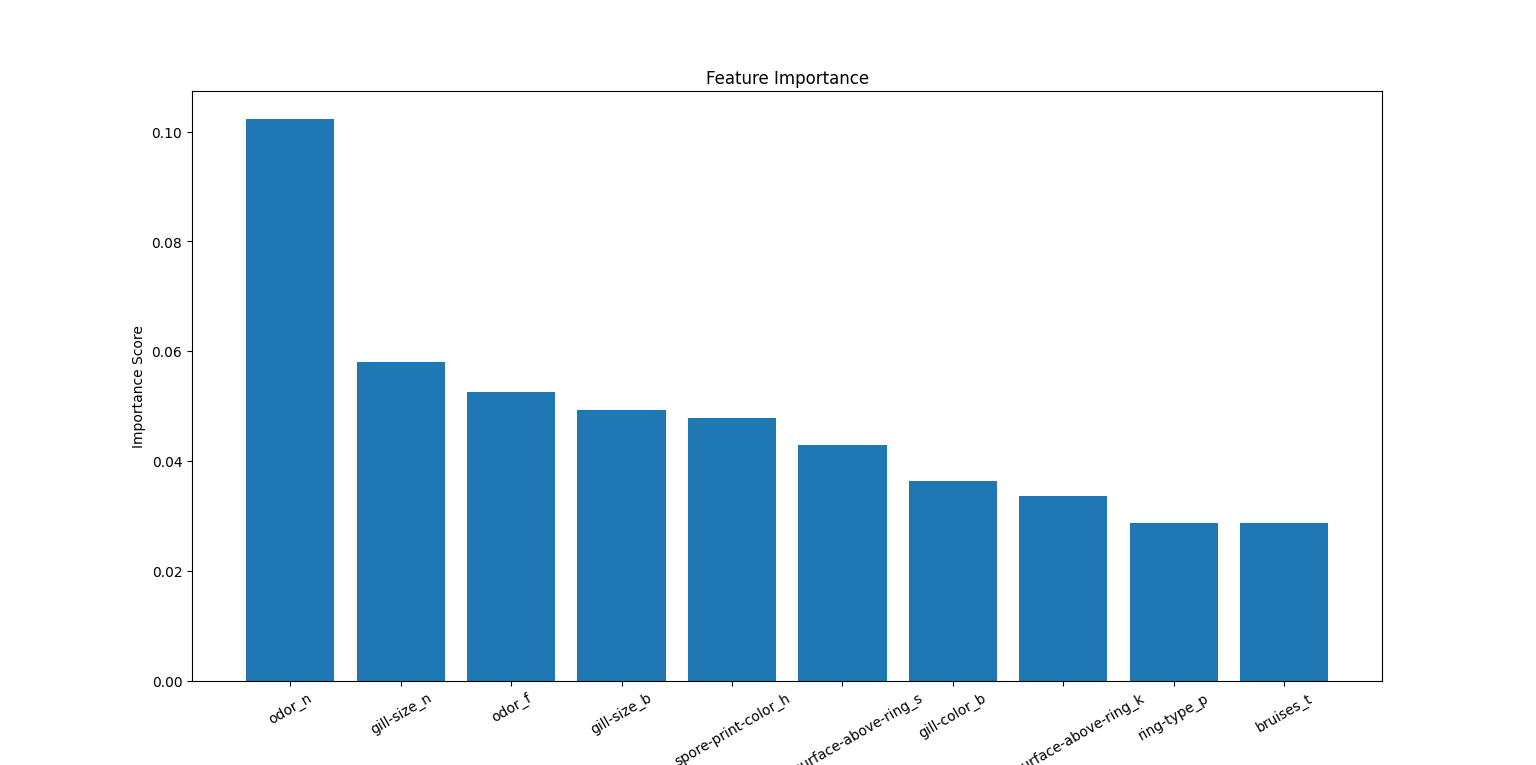 Feature Importance
Importance Score
0.10
0.08
0.06
0.04
0.02
0.00
odor_n
gill-size_n
odor_f
gill-size_b
spore-print-color_h
urface-above-ring_s
gill-color_b
urface-above-ring_k
ring-type_p
bruises_t